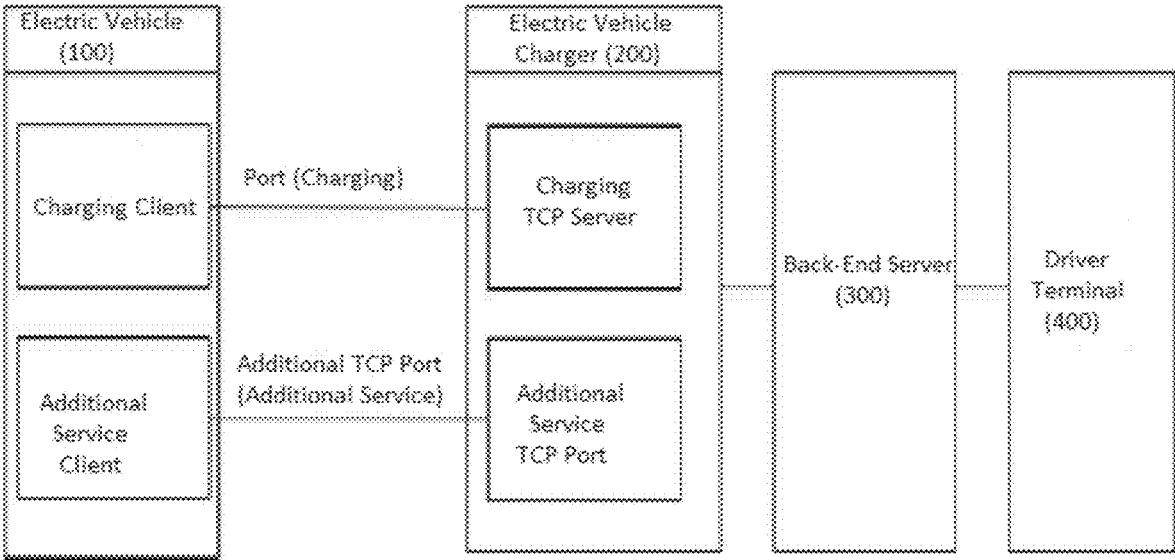 Electric Vehicle
(100)
Electric Vehicle
Charger (200)
Charging Client
Port (Charging)
Charging
TCP Server
Back-End Server
(300)
Driver
Terminal
(400)
Additional TCP Port
(Additional Service)
Additional
Service
Client
Additional
Service
TCP Port